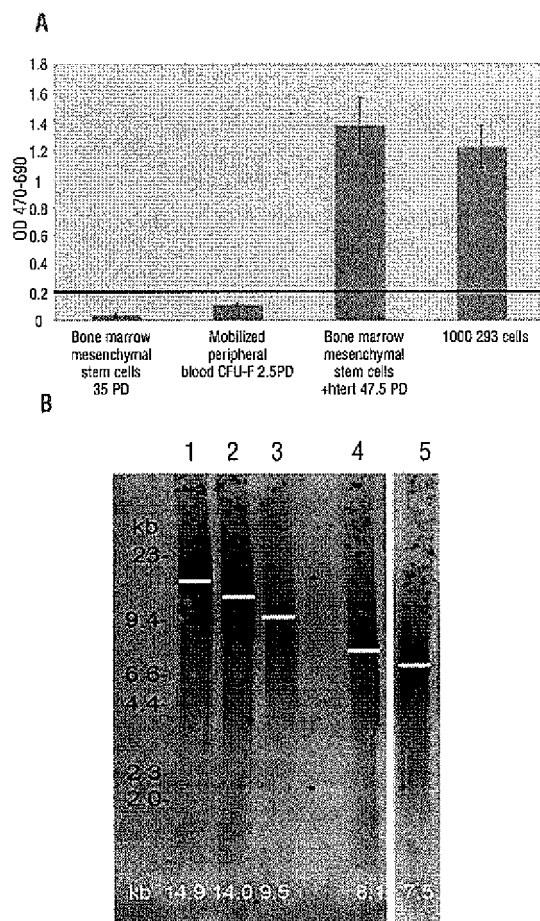 A
1.8
1.6
1.4
1.2
1
0.8
0.6
0.4
0.2
0
OD 470-690
Bone marrow
mesenchymal
stem cells
35 PD
Mobilized
peripheral
blood CFU-F 2.5PD
Bone marrow
mesenchymal
stem cells
+htert 47.5 PD
1000 293 cells
B
1 2 3 4 5
kb
23-
9.4-
6.6-
4.4-
2.3-
2.0-
kb 14.9 14.0 9.5 8.1 7.5